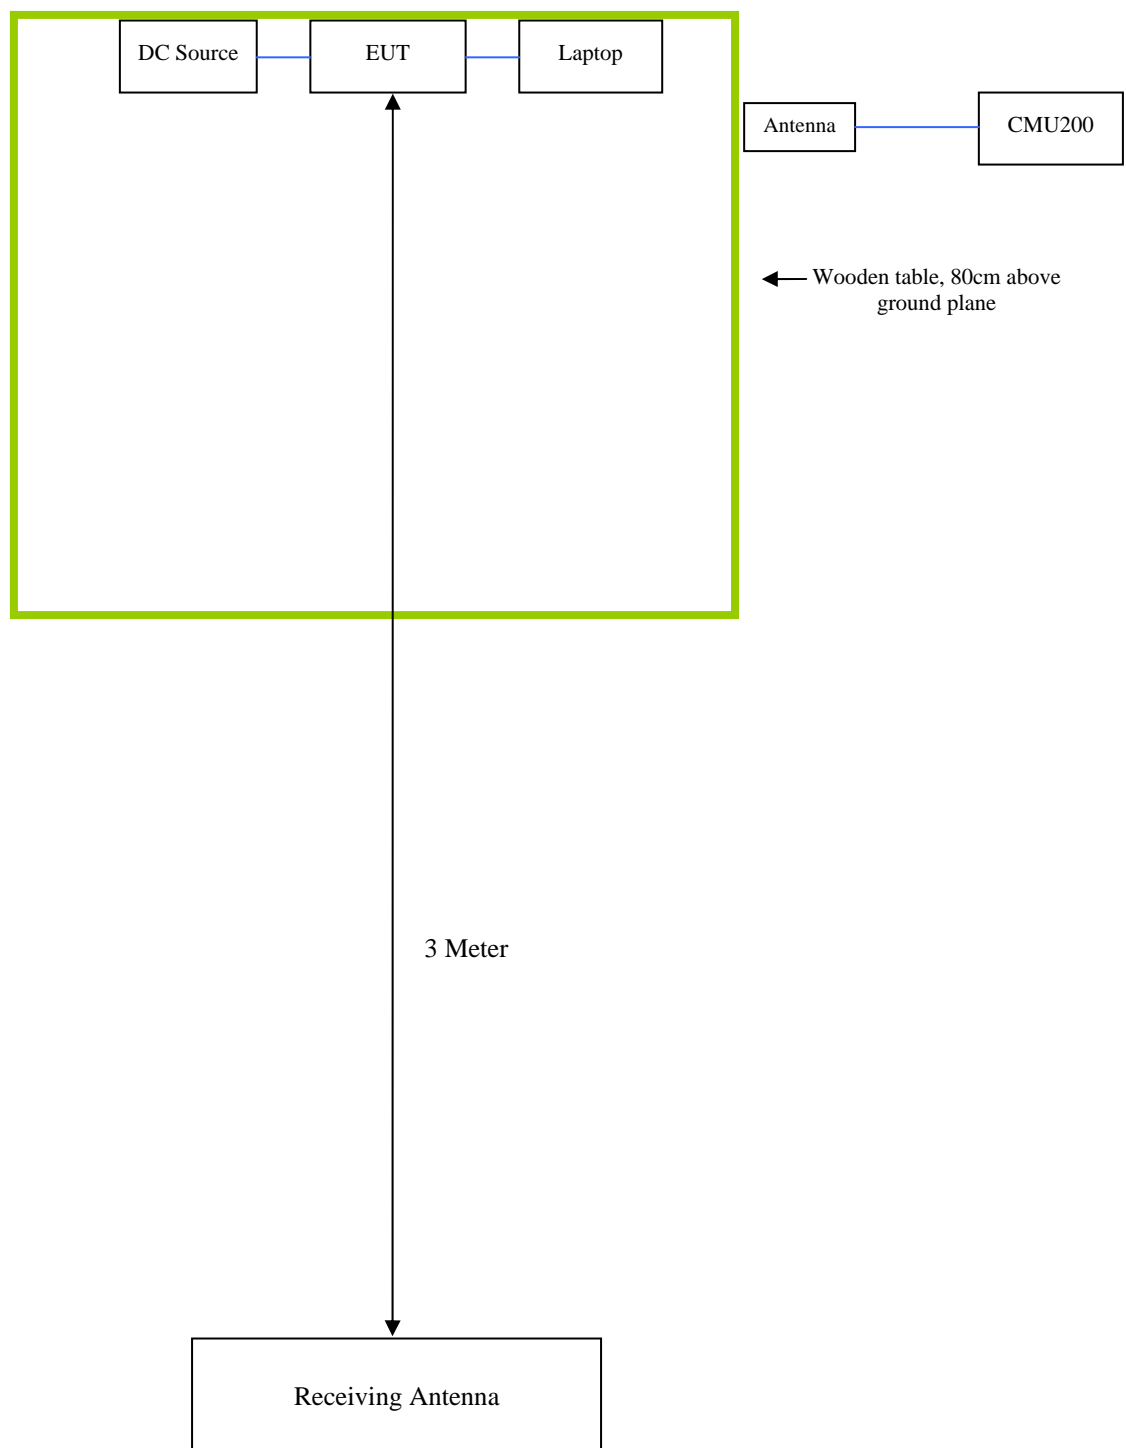 DC Source
EUT
Laptop
Antenna
CMU200
Wooden table, 80cm above
ground plane
3 Meter
Receiving Antenna